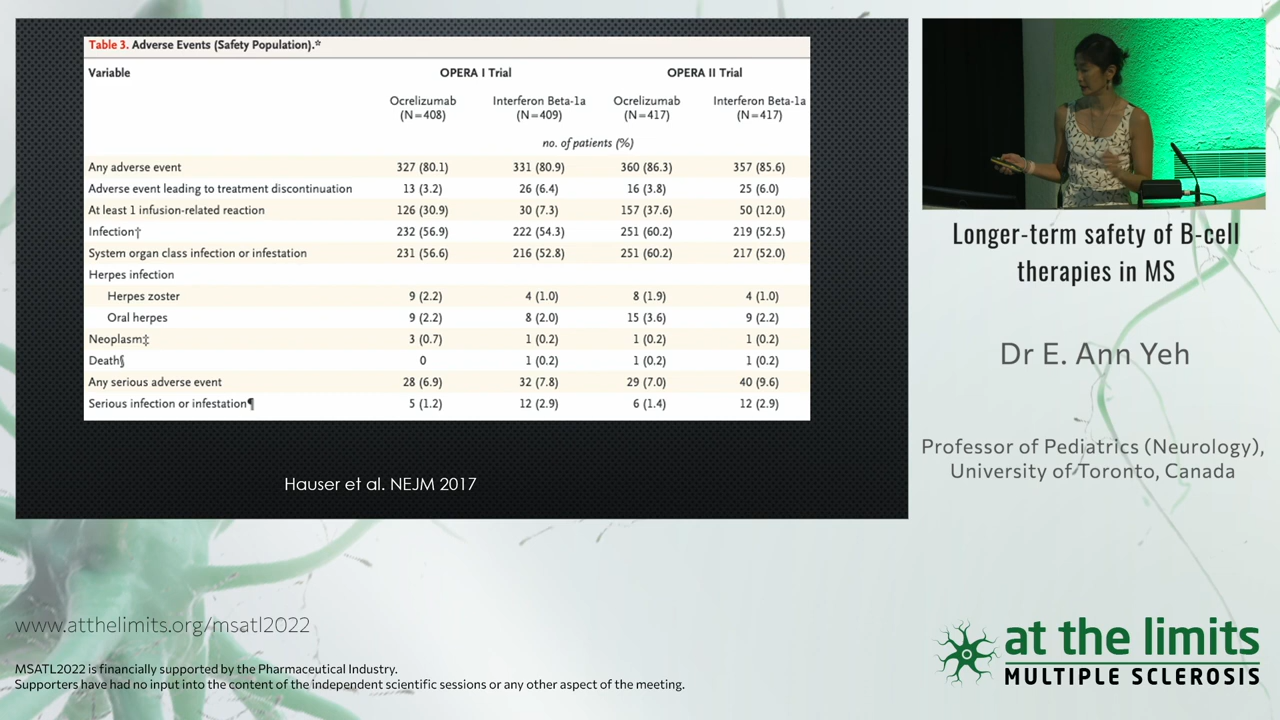 Table 3. Adverse Events (Safety Population).*
Variable OPERA I Trial OPERA II Trial
Ocrelizumab (N=408) Interferon Beta-1a (N=409) Ocrelizumab (N=417) Interferon Beta-1a (N=417)
no. of patients (%)
Any adverse event 327 (80.1) 331 (80.9) 360 (86.3) 357 (85.6)
Adverse event leading to treatment discontinuation 13 (3.2) 26 (6.4) 16 (3.8) 25 (6.0)
At least 1 infusion-related reaction 126 (30.9) 30 (7.3) 157 (37.6) 50 (12.0)
Infection† 232 (56.9) 222 (54.3) 251 (60.2) 219 (52.5)
System organ class infection or infestation 231 (56.6) 216 (52.8) 251 (60.2) 217 (52.0)
Herpes infection
Herpes zoster 9 (2.2) 4 (1.0) 8 (1.9) 4 (1.0)
Oral herpes 9 (2.2) 8 (2.0) 15 (3.6) 9 (2.2)
Neoplasm‡ 3 (0.7) 1 (0.2) 1 (0.2) 1 (0.2)
Death§ 0 1 (0.2) 1 (0.2) 1 (0.2)
Any serious adverse event 28 (6.9) 32 (7.8) 29 (7.0) 40 (9.6)
Serious infection or infestation¶ 5 (1.2) 12 (2.9) 6 (1.4) 12 (2.9)
Hauser et al. NEJM 2017
Longer-term safety of B-cell
therapies in MS
Dr E. Ann Yeh
Professor of Pediatrics (Neurology),
University of Toronto, Canada
www.atthelimits.org/msatl2022
MSATL2022 is financially supported by the Pharmaceutical Industry.
Supporters have had no input into the content of the independent scientific sessions or any other aspect of the meeting.
at the limits
MULTIPLE SCLEROSIS